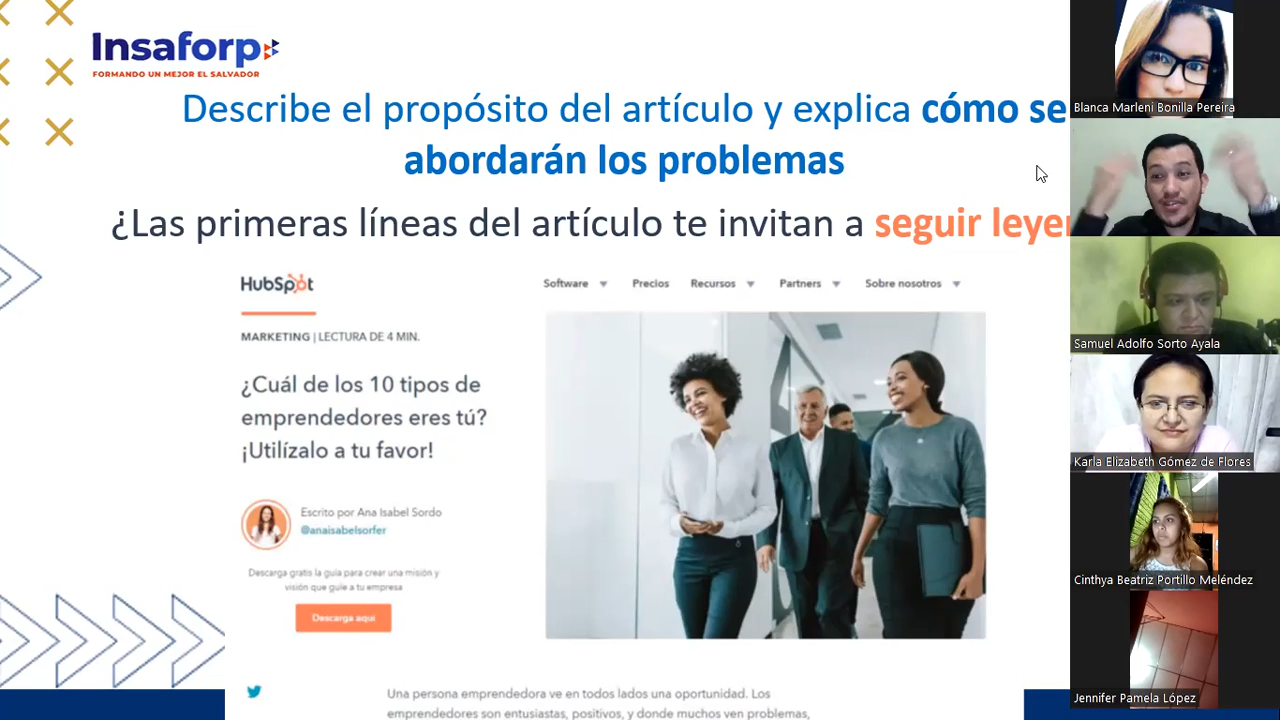 Insaforp
FORMANDO UN MEJOR EL SALVADOR
Describe el propósito del artículo y explica cómo se
abordarán los problemas
¿Las primeras líneas del artículo te invitan a seguir leyen
HubSpot
Software
Precios
Recursos
Partners
Sobre nosotros
MARKETING | LECTURA DE 4 MIN.
¿Cuál de los 10 tipos de
emprendedores eres tú?
¡Utilízalo a tu favor!
Escrito por Ana Isabel Sordo
@anaisabelsorfer
Descarga gratis la guía para crear una misión y
visión que guíe a tu empresa
Descarga aquí
Una persona emprendedora ve en todos lados una oportunidad. Los
emprendedores son entusiastas, positivos, y donde muchos ven problemas,
Blanca Marleni Bonilla Pereira
Samuel Adolfo Sorto Ayala
Karla Elizabeth Gómez de Flores
Cinthya Beatriz Portillo Meléndez
Jennifer Pamela López